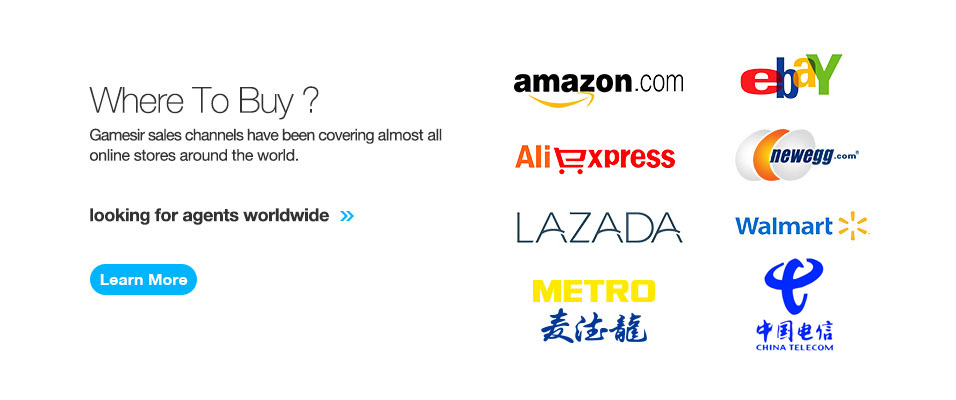 Where To Buy ?
Gamesir sales channels have been covering almost all
online stores around the world.
looking for agents worldwide »
Learn More
amazon.com
ebay
AliExpress
newegg.com®
LAZADA
Walmart
METRO
麦德龍
中国电信
CHINA TELECOM